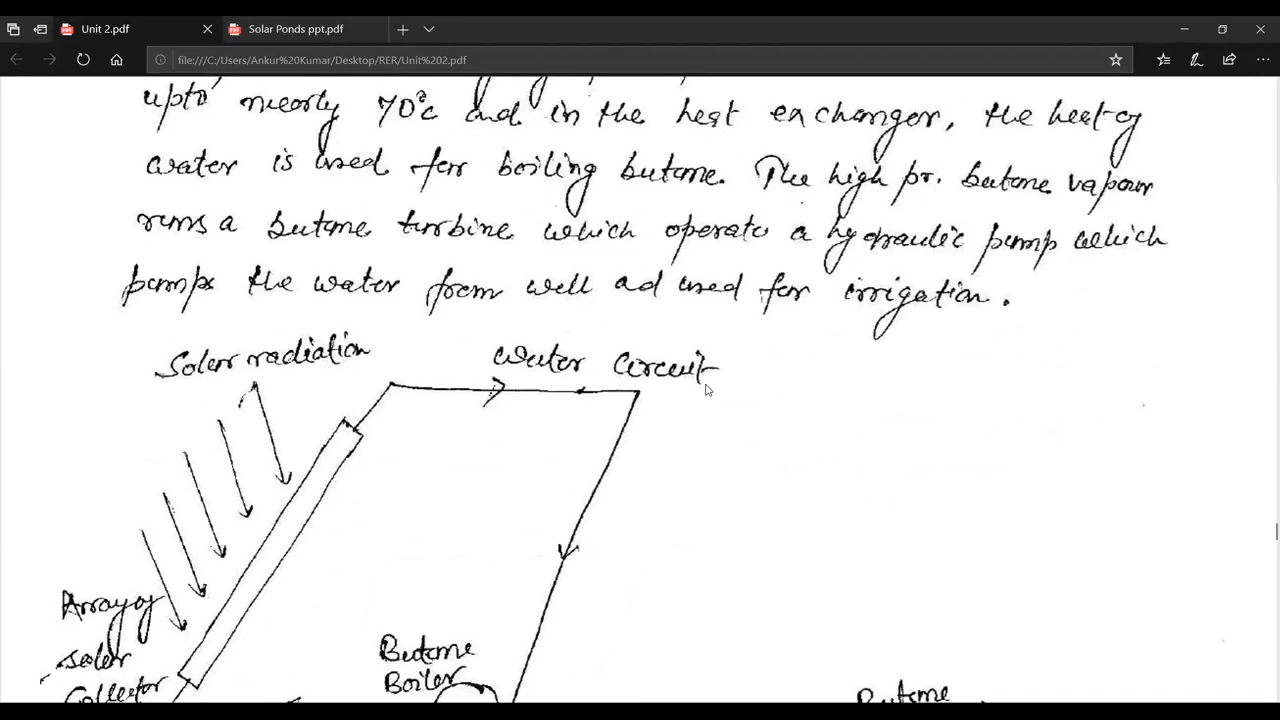 Unit 2.pdf
Solar Ponds ppt.pdf
file:///C:/Users/Ankur%20Kumar/Desktop/RER/Unit%202.pdf
upto nearly 70°c and in the heat exchanger, the heat of
water is used for boiling butane. The high pr. butane vapour
runs a butane turbine which operate a hydraulic pump which
pumps the water from well ad used for irrigation.
Solar radiation
water circuit
Array of
solar
collector
Butane
Boiler
Butane